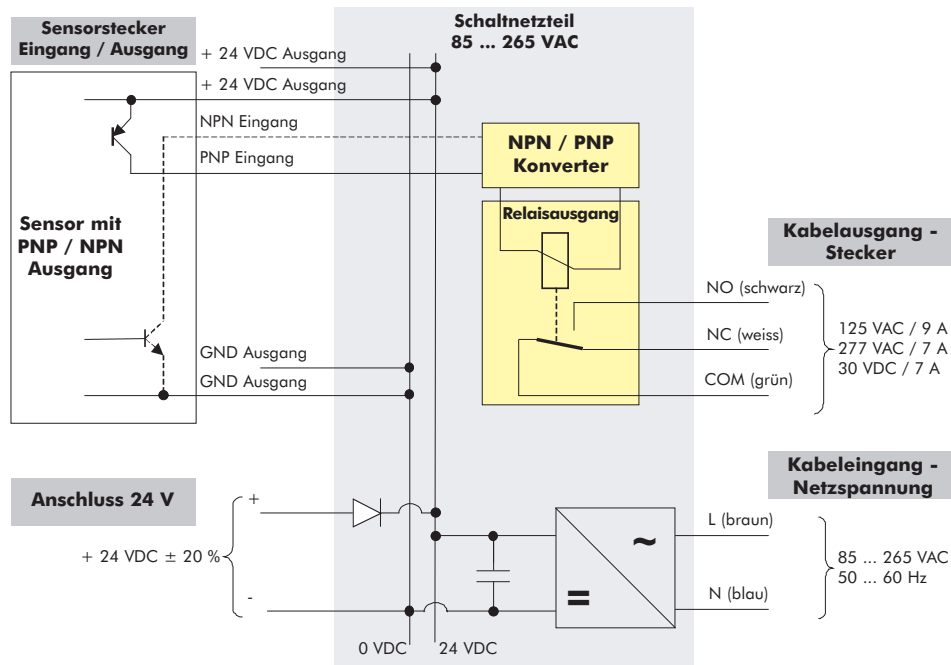 Sensorstecker
Eingang / Ausgang
Schaltnetzteil
85 ... 265 VAC
+ 24 VDC Ausgang
+ 24 VDC Ausgang
NPN Eingang
PNP Eingang
NPN / PNP
Konverter
Sensor mit
PNP / NPN
Ausgang
Relaisausgang
Kabelausgang -
Stecker
NO (schwarz)
NC (weiss)
COM (grün)
125 VAC / 9 A
277 VAC / 7 A
30 VDC / 7 A
GND Ausgang
GND Ausgang
Kabeleingang -
Netzspannung
Anschluss 24 V
+
+ 24 VDC ± 20 %
-
L (braun)
N (blau)
~
=
85 ... 265 VAC
50 ... 60 Hz
0 VDC
24 VDC